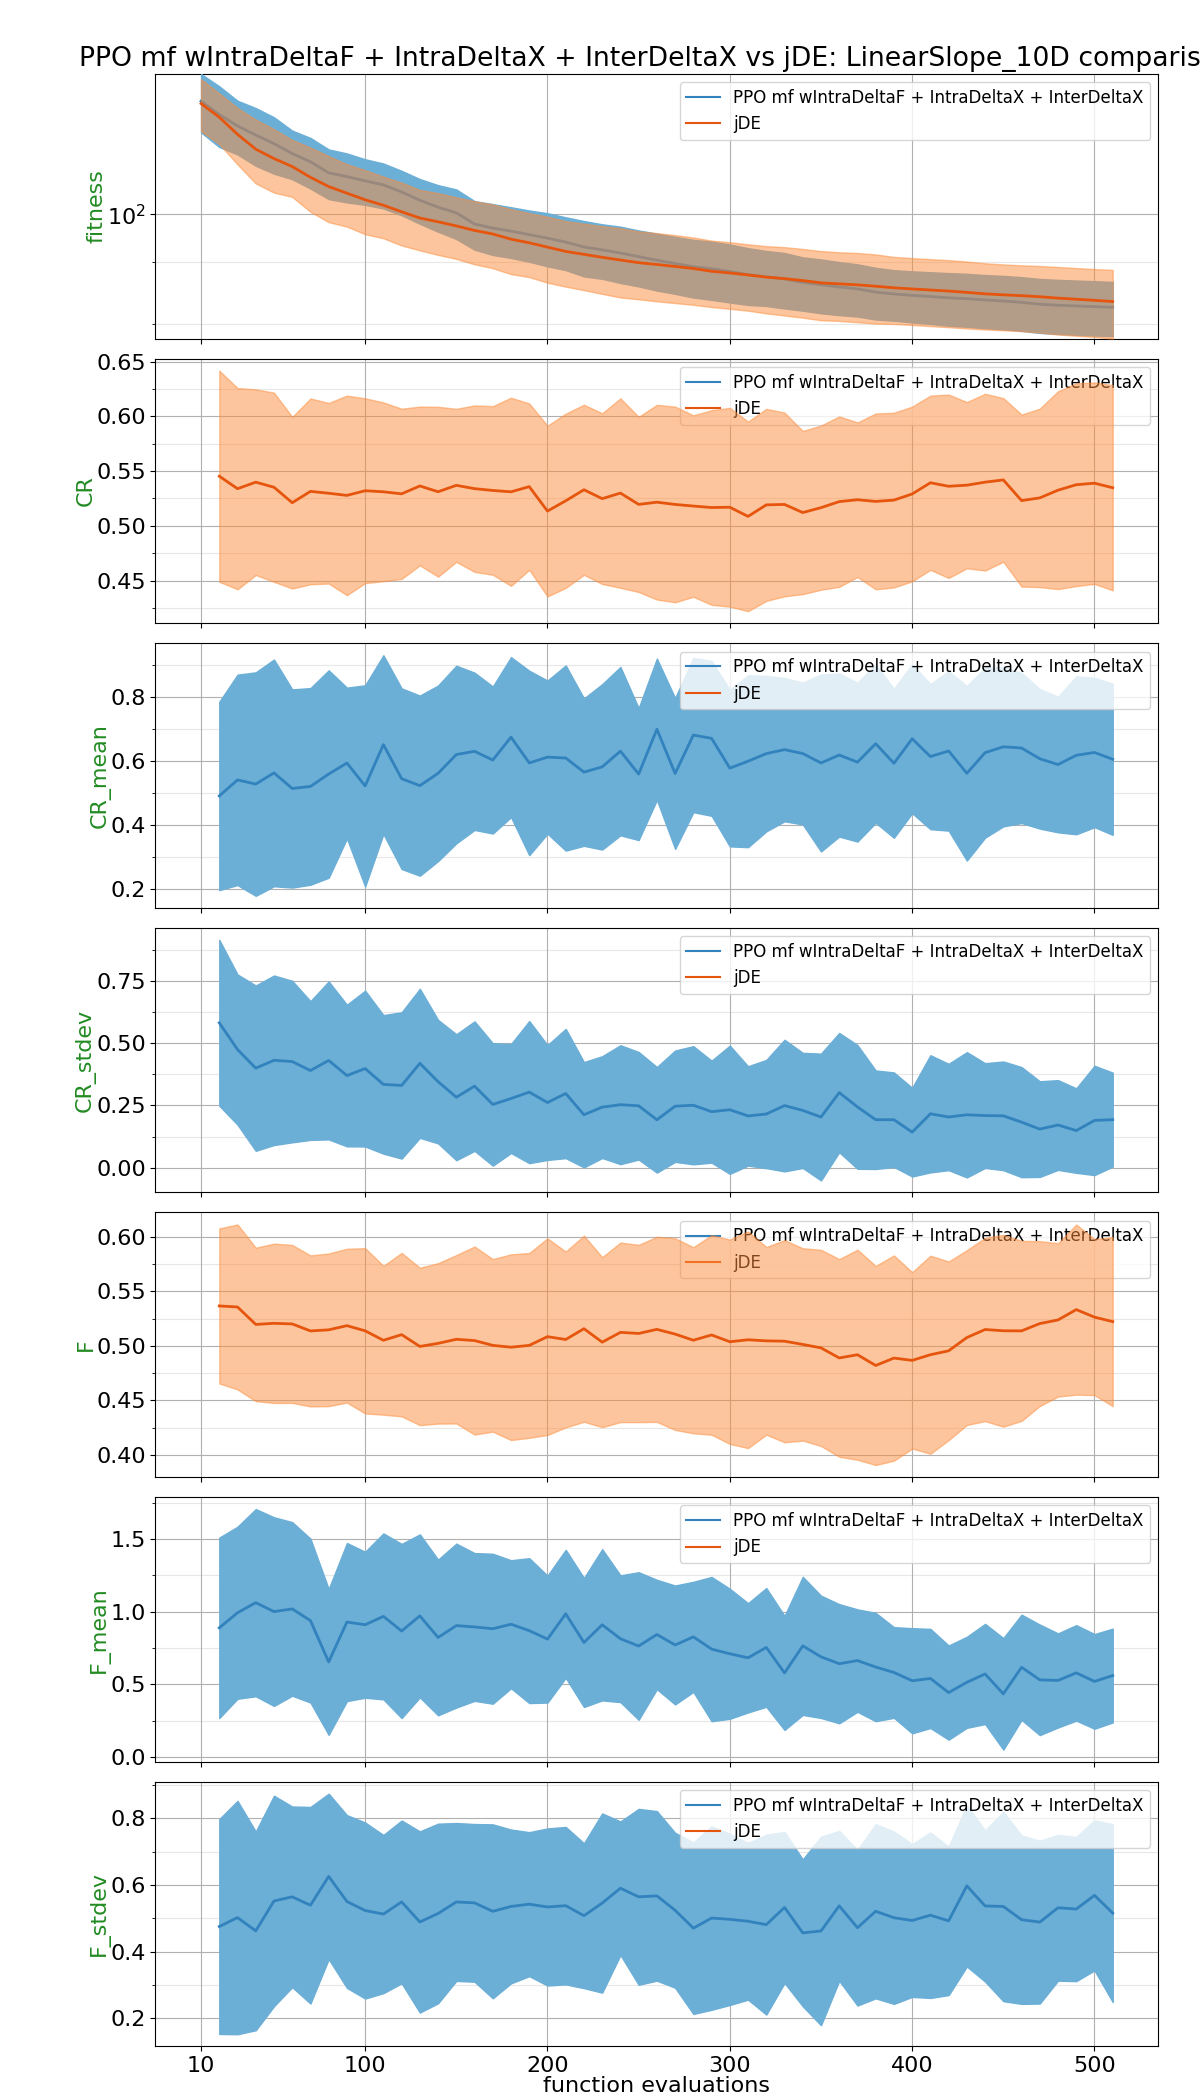 PPO mf wIntraDeltaF + IntraDeltaX + InterDeltaX vs jDE: LinearSlope_10D comparis
PPO mf wIntraDeltaF + IntraDeltaX + InterDeltaX
jDE
fitness
10²
PPO mf wIntraDeltaF + IntraDeltaX + InterDeltaX
jDE
CR
0.65
0.60
0.55
0.50
0.45
PPO mf wIntraDeltaF + IntraDeltaX + InterDeltaX
jDE
CR_mean
0.8
0.6
0.4
0.2
PPO mf wIntraDeltaF + IntraDeltaX + InterDeltaX
jDE
CR_stdev
0.75
0.50
0.25
0.00
PPO mf wIntraDeltaF + IntraDeltaX + InterDeltaX
jDE
F
0.60
0.55
0.50
0.45
0.40
PPO mf wIntraDeltaF + IntraDeltaX + InterDeltaX
jDE
F_mean
1.5
1.0
0.5
0.0
PPO mf wIntraDeltaF + IntraDeltaX + InterDeltaX
jDE
F_stdev
0.8
0.6
0.4
0.2
10 100 200 300 400 500
function evaluations